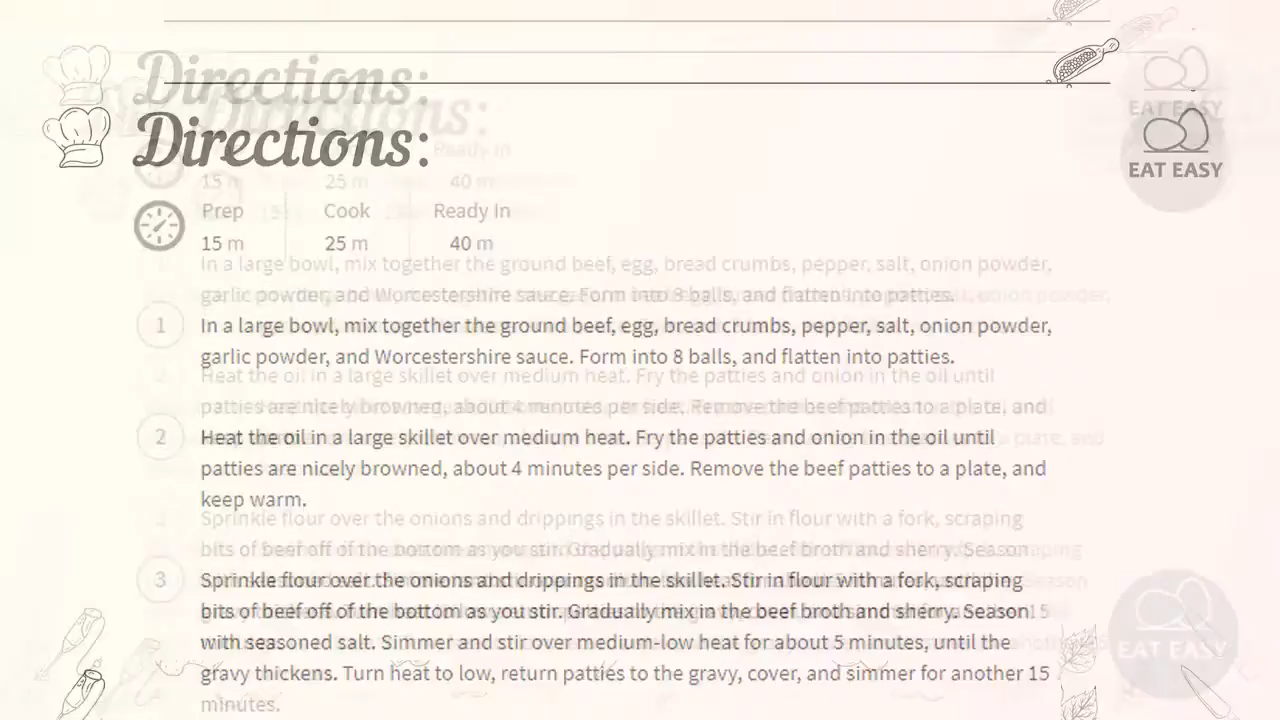 Directions:
EAT EASY
Prep Cook Ready In
15 m 25 m 40 m
1 In a large bowl, mix together the ground beef, egg, bread crumbs, pepper, salt, onion powder,
garlic powder, and Worcestershire sauce. Form into 8 balls, and flatten into patties.
2 Heat the oil in a large skillet over medium heat. Fry the patties and onion in the oil until
patties are nicely browned, about 4 minutes per side. Remove the beef patties to a plate, and
keep warm.
3 Sprinkle flour over the onions and drippings in the skillet. Stir in flour with a fork, scraping
bits of beef off of the bottom as you stir. Gradually mix in the beef broth and sherry. Season
with seasoned salt. Simmer and stir over medium-low heat for about 5 minutes, until the
gravy thickens. Turn heat to low, return patties to the gravy, cover, and simmer for another 15
minutes.
EAT EASY